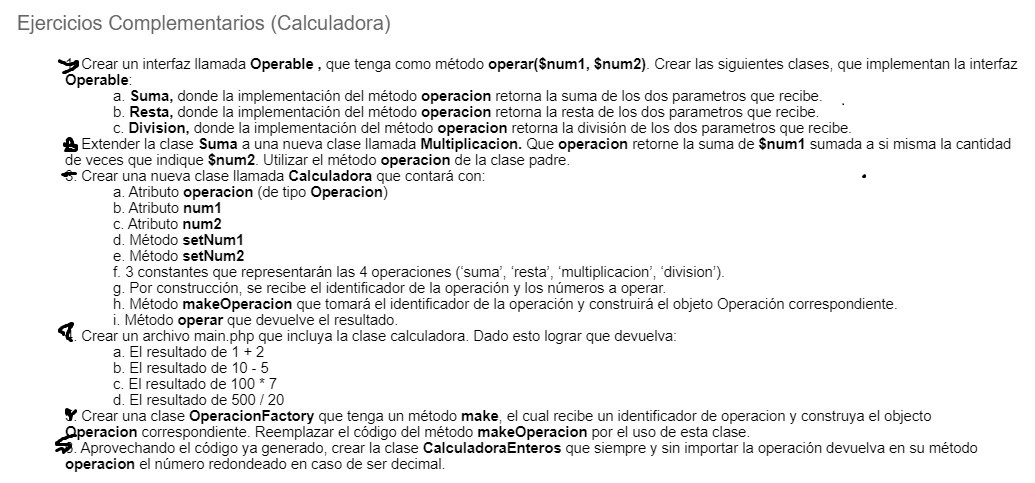 Ejercicios Complementarios (Calculadora)
Crear un interfaz llamada Operable , que tenga como método operar($num1, $num2). Crear las siguientes clases, que implementan la interfaz
Operable:
a. Suma, donde la implementación del método operacion retorna la suma de los dos parametros que recibe.
b. Resta, donde la implementación del método operacion retorna la resta de los dos parametros que recibe.
c. Division, donde la implementación del método operacion retorna la división de los dos parametros que recibe.
Extender la clase Suma a una nueva clase llamada Multiplicacion. Que operacion retorne la suma de $num1 sumada a si misma la cantidad
de veces que indique $num2. Utilizar el método operacion de la clase padre.
Crear una nueva clase llamada Calculadora que contará con:
a. Atributo operacion (de tipo Operacion)
b. Atributo num1
c. Atributo num2
d. Método setNum1
e. Método setNum2
f. 3 constantes que representarán las 4 operaciones (‘suma’, ‘resta’, ‘multiplicacion’, ‘division’).
g. Por construcción, se recibe el identificador de la operación y los números a operar.
h. Método makeOperacion que tomará el identificador de la operación y construirá el objeto Operación correspondiente.
i. Método operar que devuelve el resultado.
Crear un archivo main.php que incluya la clase calculadora. Dado esto lograr que devuelva:
a. El resultado de 1 + 2
b. El resultado de 10 - 5
c. El resultado de 100 * 7
d. El resultado de 500 / 20
Crear una clase OperacionFactory que tenga un método make, el cual recibe un identificador de operacion y construya el objecto
Operacion correspondiente. Reemplazar el código del método makeOperacion por el uso de esta clase.
Aprovechando el código ya generado, crear la clase CalculadoraEnteros que siempre y sin importar la operación devuelva en su método
operacion el número redondeado en caso de ser decimal.